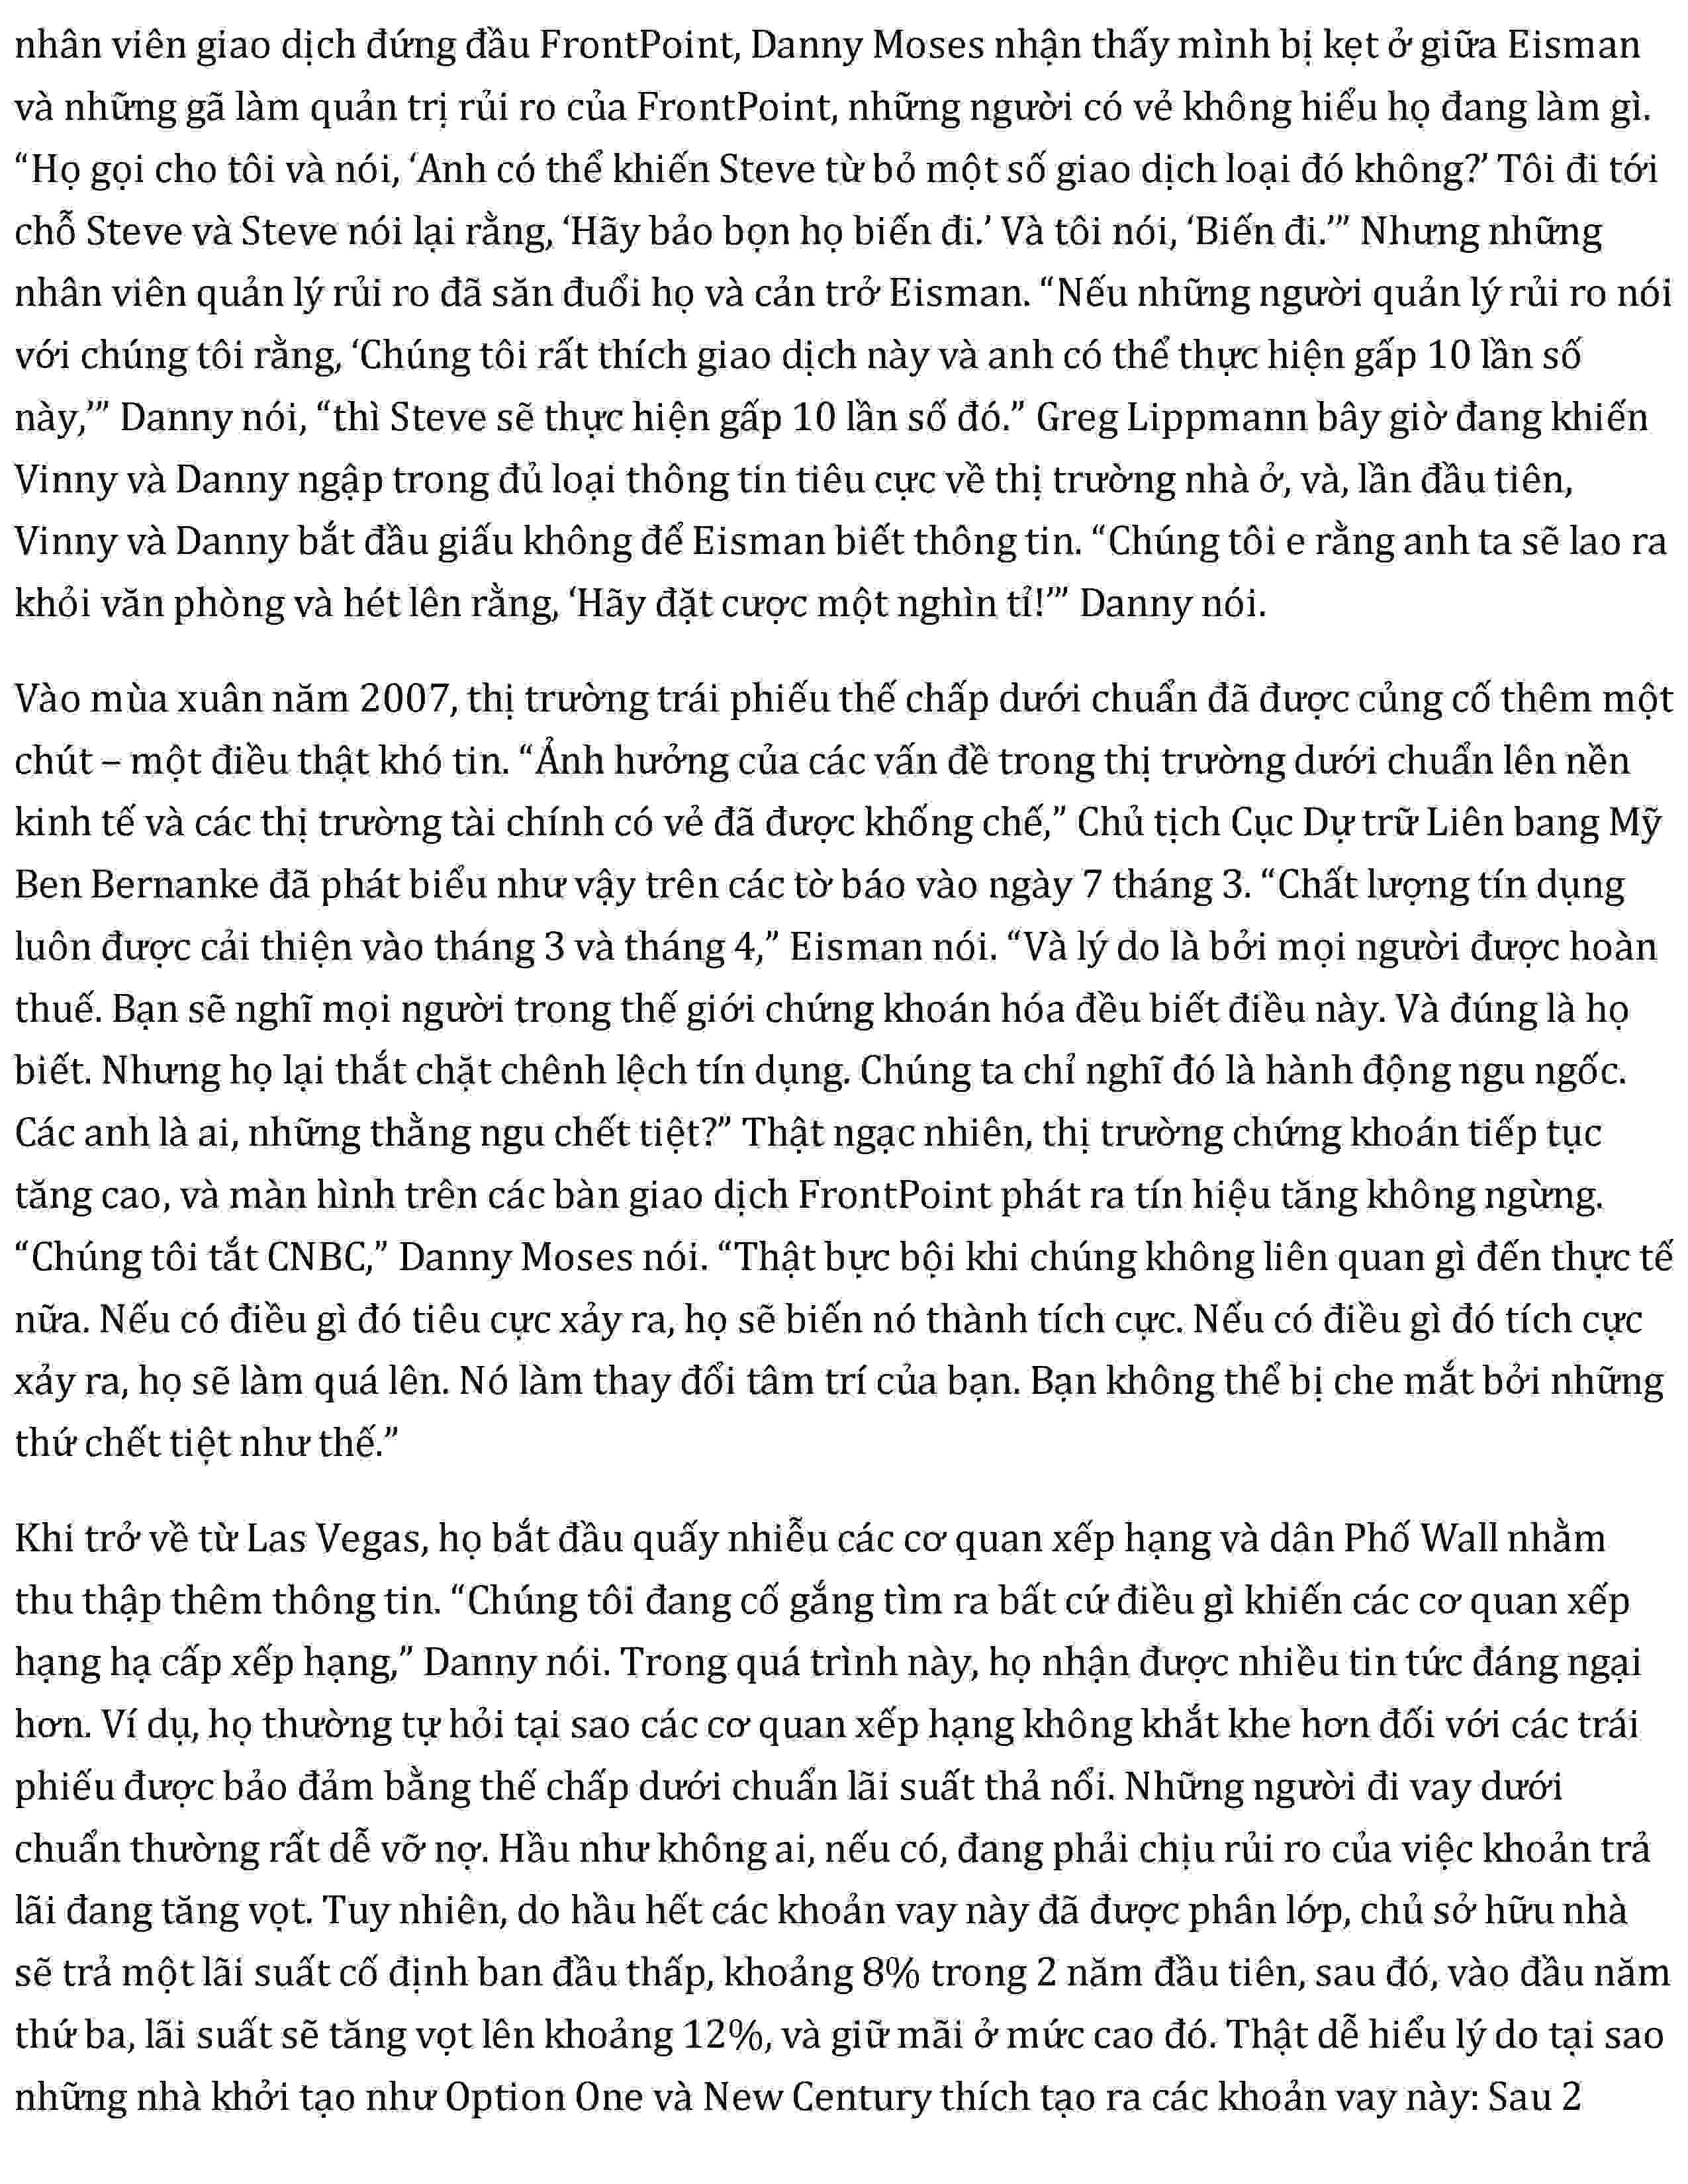 nhân viên giao dịch đứng đầu FrontPoint, Danny Moses nhận thấy mình bị kẹt ở giữa Eisman
và những gã làm quản trị rủi ro của FrontPoint, những người có vẻ không hiểu họ đang làm gì.
“Họ gọi cho tôi và nói, ‘Anh có thể khiến Steve từ bỏ một số giao dịch loại đó không?’ Tôi đi tới
chỗ Steve và Steve nói lại rằng, ‘Hãy bảo bọn họ biến đi.’ Và tôi nói, ‘Biến đi.’” Nhưng những
nhân viên quản lý rủi ro đã săn đuổi họ và cản trở Eisman. “Nếu những người quản lý rủi ro nói
với chúng tôi rằng, ‘Chúng tôi rất thích giao dịch này và anh có thể thực hiện gấp 10 lần số
này,’” Danny nói, “thì Steve sẽ thực hiện gấp 10 lần số đó.” Greg Lippmann bây giờ đang khiến
Vinny và Danny ngập trong đủ loại thông tin tiêu cực về thị trường nhà ở, và, lần đầu tiên,
Vinny và Danny bắt đầu giấu không để Eisman biết thông tin. “Chúng tôi e rằng anh ta sẽ lao ra
khỏi văn phòng và hét lên rằng, ‘Hãy đặt cược một nghìn tỉ!’” Danny nói.
Vào mùa xuân năm 2007, thị trường trái phiếu thế chấp dưới chuẩn đã được củng cố thêm một
chút – một điều thật khó tin. “Ảnh hưởng của các vấn đề trong thị trường dưới chuẩn lên nền
kinh tế và các thị trường tài chính có vẻ đã được khống chế,” Chủ tịch Cục Dự trữ Liên bang Mỹ
Ben Bernanke đã phát biểu như vậy trên các tờ báo vào ngày 7 tháng 3. “Chất lượng tín dụng
luôn được cải thiện vào tháng 3 và tháng 4,” Eisman nói. “Và lý do là bởi mọi người được hoàn
thuế. Bạn sẽ nghĩ mọi người trong thế giới chứng khoán hóa đều biết điều này. Và đúng là họ
biết. Nhưng họ lại thắt chặt chênh lệch tín dụng. Chúng ta chỉ nghĩ đó là hành động ngu ngốc.
Các anh là ai, những thằng ngu chết tiệt?” Thật ngạc nhiên, thị trường chứng khoán tiếp tục
tăng cao, và màn hình trên các bàn giao dịch FrontPoint phát ra tín hiệu tăng không ngừng.
“Chúng tôi tắt CNBC,” Danny Moses nói. “Thật bực bội khi chúng không liên quan gì đến thực tế
nữa. Nếu có điều gì đó tiêu cực xảy ra, họ sẽ biến nó thành tích cực. Nếu có điều gì đó tích cực
xảy ra, họ sẽ làm quá lên. Nó làm thay đổi tâm trí của bạn. Bạn không thể bị che mắt bởi những
thứ chết tiệt như thế.”
Khi trở về từ Las Vegas, họ bắt đầu quấy nhiễu các cơ quan xếp hạng và dân Phố Wall nhằm
thu thập thêm thông tin. “Chúng tôi đang cố gắng tìm ra bất cứ điều gì khiến các cơ quan xếp
hạng hạ cấp xếp hạng,” Danny nói. Trong quá trình này, họ nhận được nhiều tin tức đáng ngại
hơn. Ví dụ, họ thường tự hỏi tại sao các cơ quan xếp hạng không khắt khe hơn đối với các trái
phiếu được bảo đảm bằng thế chấp dưới chuẩn lãi suất thả nổi. Những người đi vay dưới
chuẩn thường rất dễ vỡ nợ. Hầu như không ai, nếu có, đang phải chịu rủi ro của việc khoản trả
lãi đang tăng vọt. Tuy nhiên, do hầu hết các khoản vay này đã được phân lớp, chủ sở hữu nhà
sẽ trả một lãi suất cố định ban đầu thấp, khoảng 8% trong 2 năm đầu tiên, sau đó, vào đầu năm
thứ ba, lãi suất sẽ tăng vọt lên khoảng 12%, và giữ mãi ở mức cao đó. Thật dễ hiểu lý do tại sao
những nhà khởi tạo như Option One và New Century thích tạo ra các khoản vay này: Sau 2